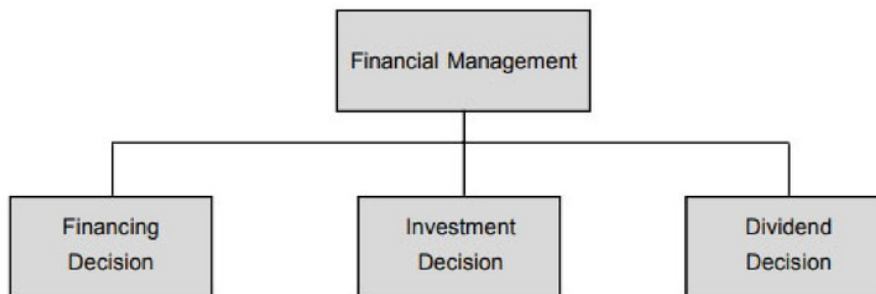 Financial Management
Financing
Decision
Investment
Decision
Dividend
Decision